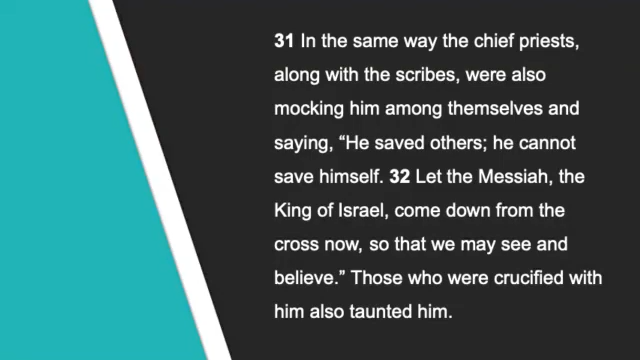 31 In the same way the chief priests,
along with the scribes, were also
mocking him among themselves and
saying, “He saved others; he cannot
save himself. 32 Let the Messiah, the
King of Israel, come down from the
cross now, so that we may see and
believe.” Those who were crucified with
him also taunted him.